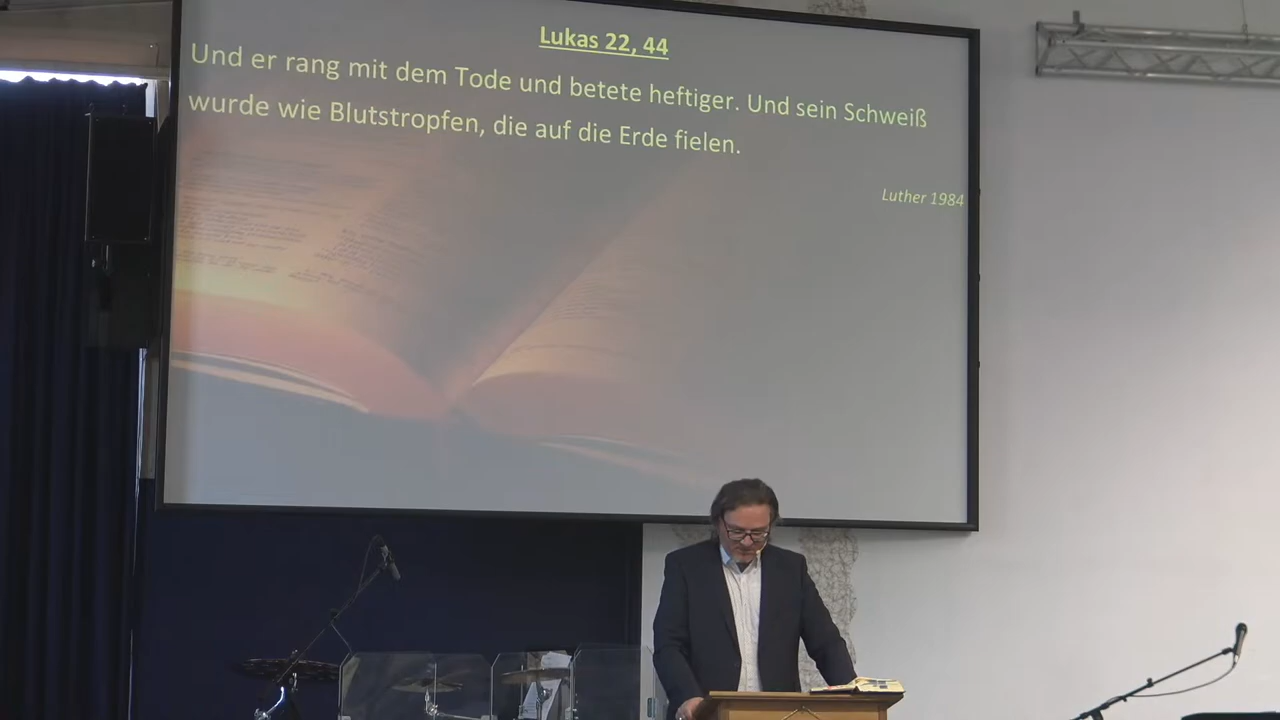 Lukas 22, 44
Und er rang mit dem Tode und betete heftiger. Und sein Schweiß
wurde wie Blutstropfen, die auf die Erde fielen.
Luther 1984